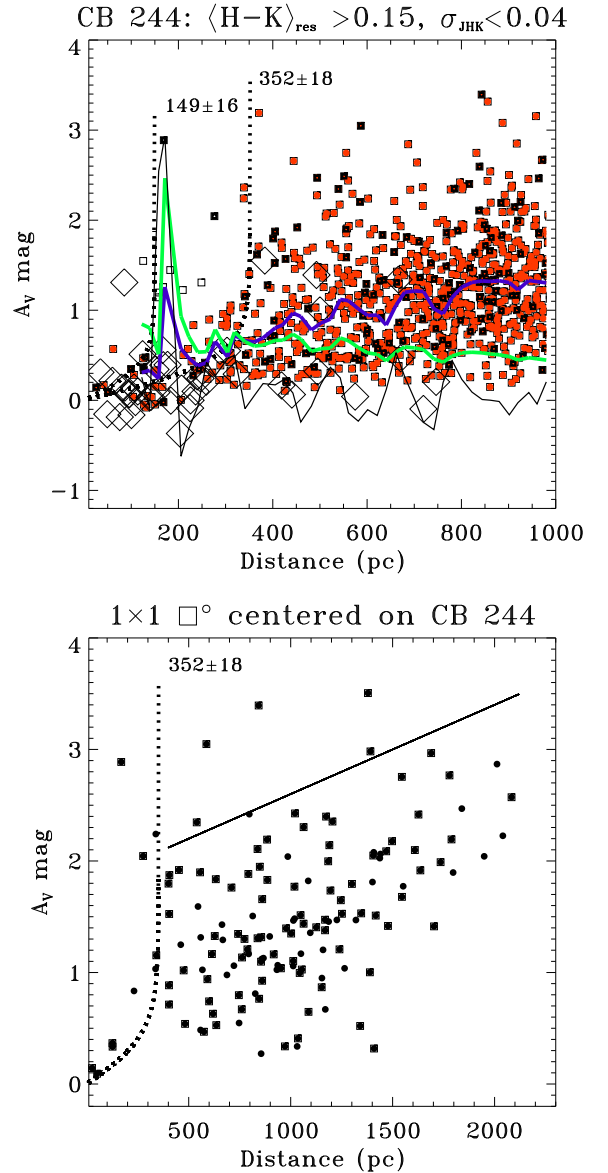 CB 244: ⟨H−K⟩res >0.15, σJHK<0.04
352±18
149±16
4
3
2
1
0
−1
AV mag
200 400 600 800 1000
Distance (pc)
1×1 □° centered on CB 244
352±18
4
3
2
1
0
AV mag
500 1000 1500 2000
Distance (pc)